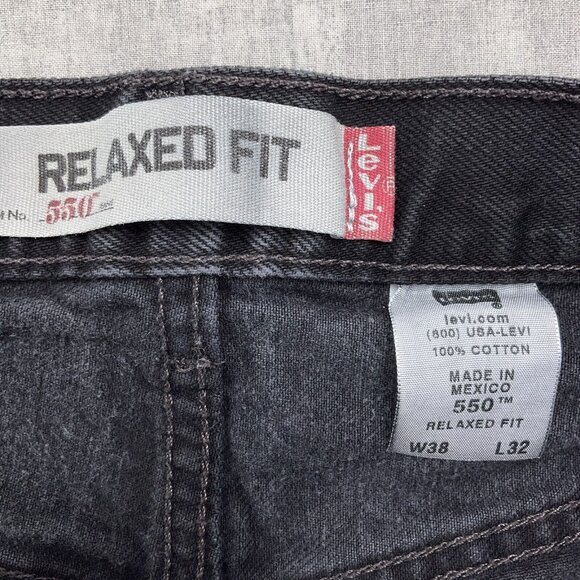 RELAXED FIT
No. 550™
Levi's
levi.com
(800) USA-LEVI
100% COTTON
MADE IN
MEXICO
550™
RELAXED FIT
W38 L32